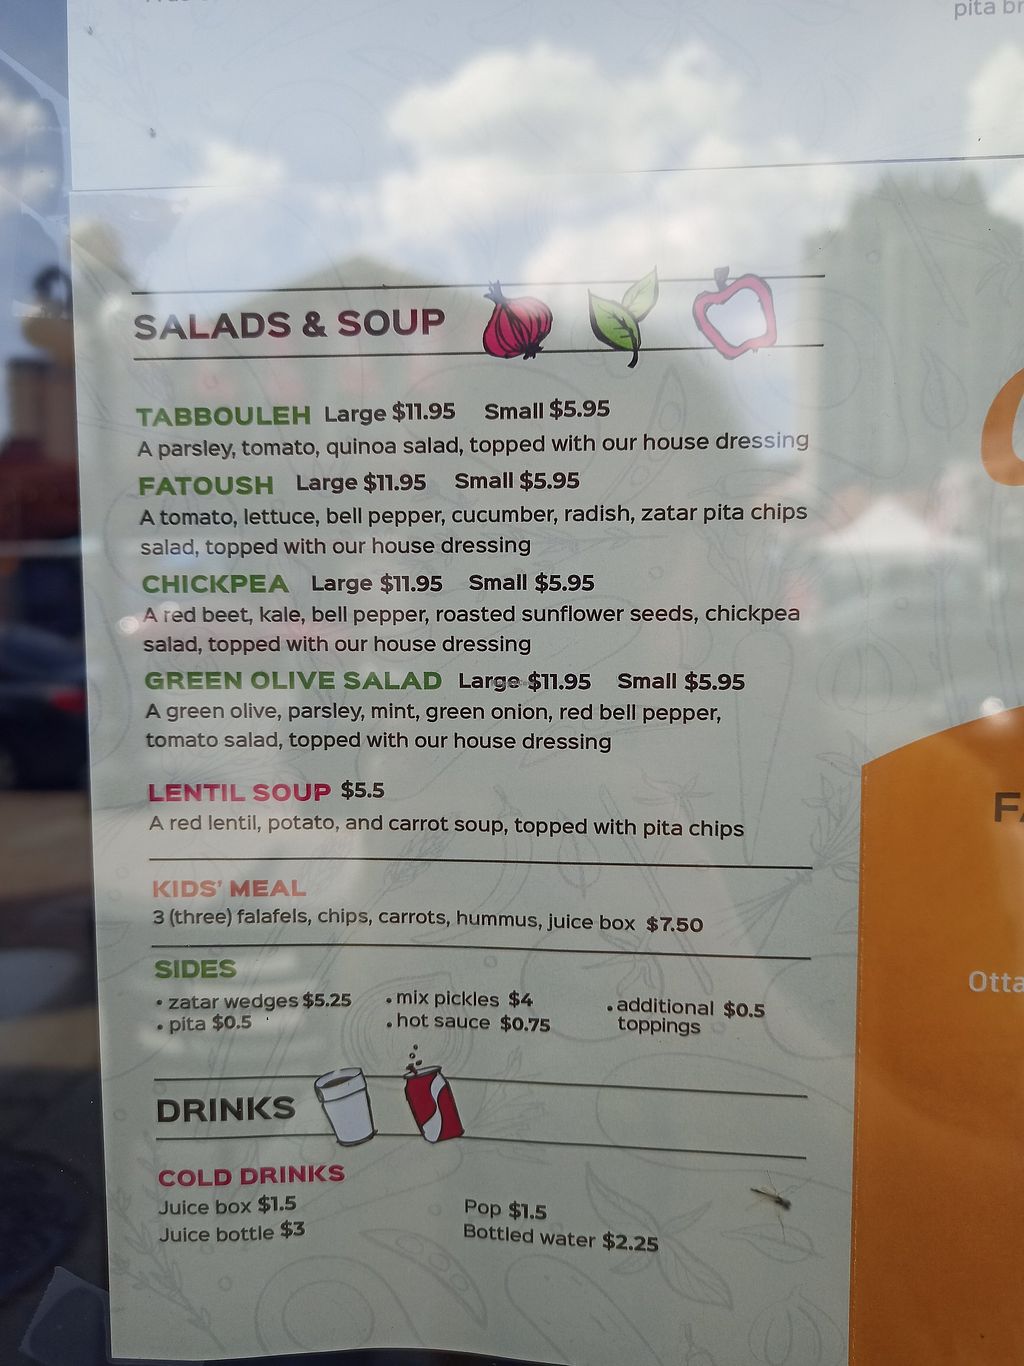 pita br
SALADS & SOUP
TABBOULEH Large $11.95 Small $5.95
A parsley, tomato, quinoa salad, topped with our house dressing
FATOUSH Large $11.95 Small $5.95
A tomato, lettuce, bell pepper, cucumber, radish, zatar pita chips
salad, topped with our house dressing
CHICKPEA Large $11.95 Small $5.95
A red beet, kale, bell pepper, roasted sunflower seeds, chickpea
salad, topped with our house dressing
GREEN OLIVE SALAD Large $11.95 Small $5.95
A green olive, parsley, mint, green onion, red bell pepper,
tomato salad, topped with our house dressing
LENTIL SOUP $5.5
A red lentil, potato, and carrot soup, topped with pita chips
KIDS' MEAL
3 (three) falafels, chips, carrots, hummus, juice box $7.50
SIDES
• zatar wedges $5.25 • mix pickles $4 • additional $0.5
• pita $0.5 • hot sauce $0.75 toppings
DRINKS
COLD DRINKS
Juice box $1.5 Pop $1.5
Juice bottle $3 Bottled water $2.25
FA
Otta